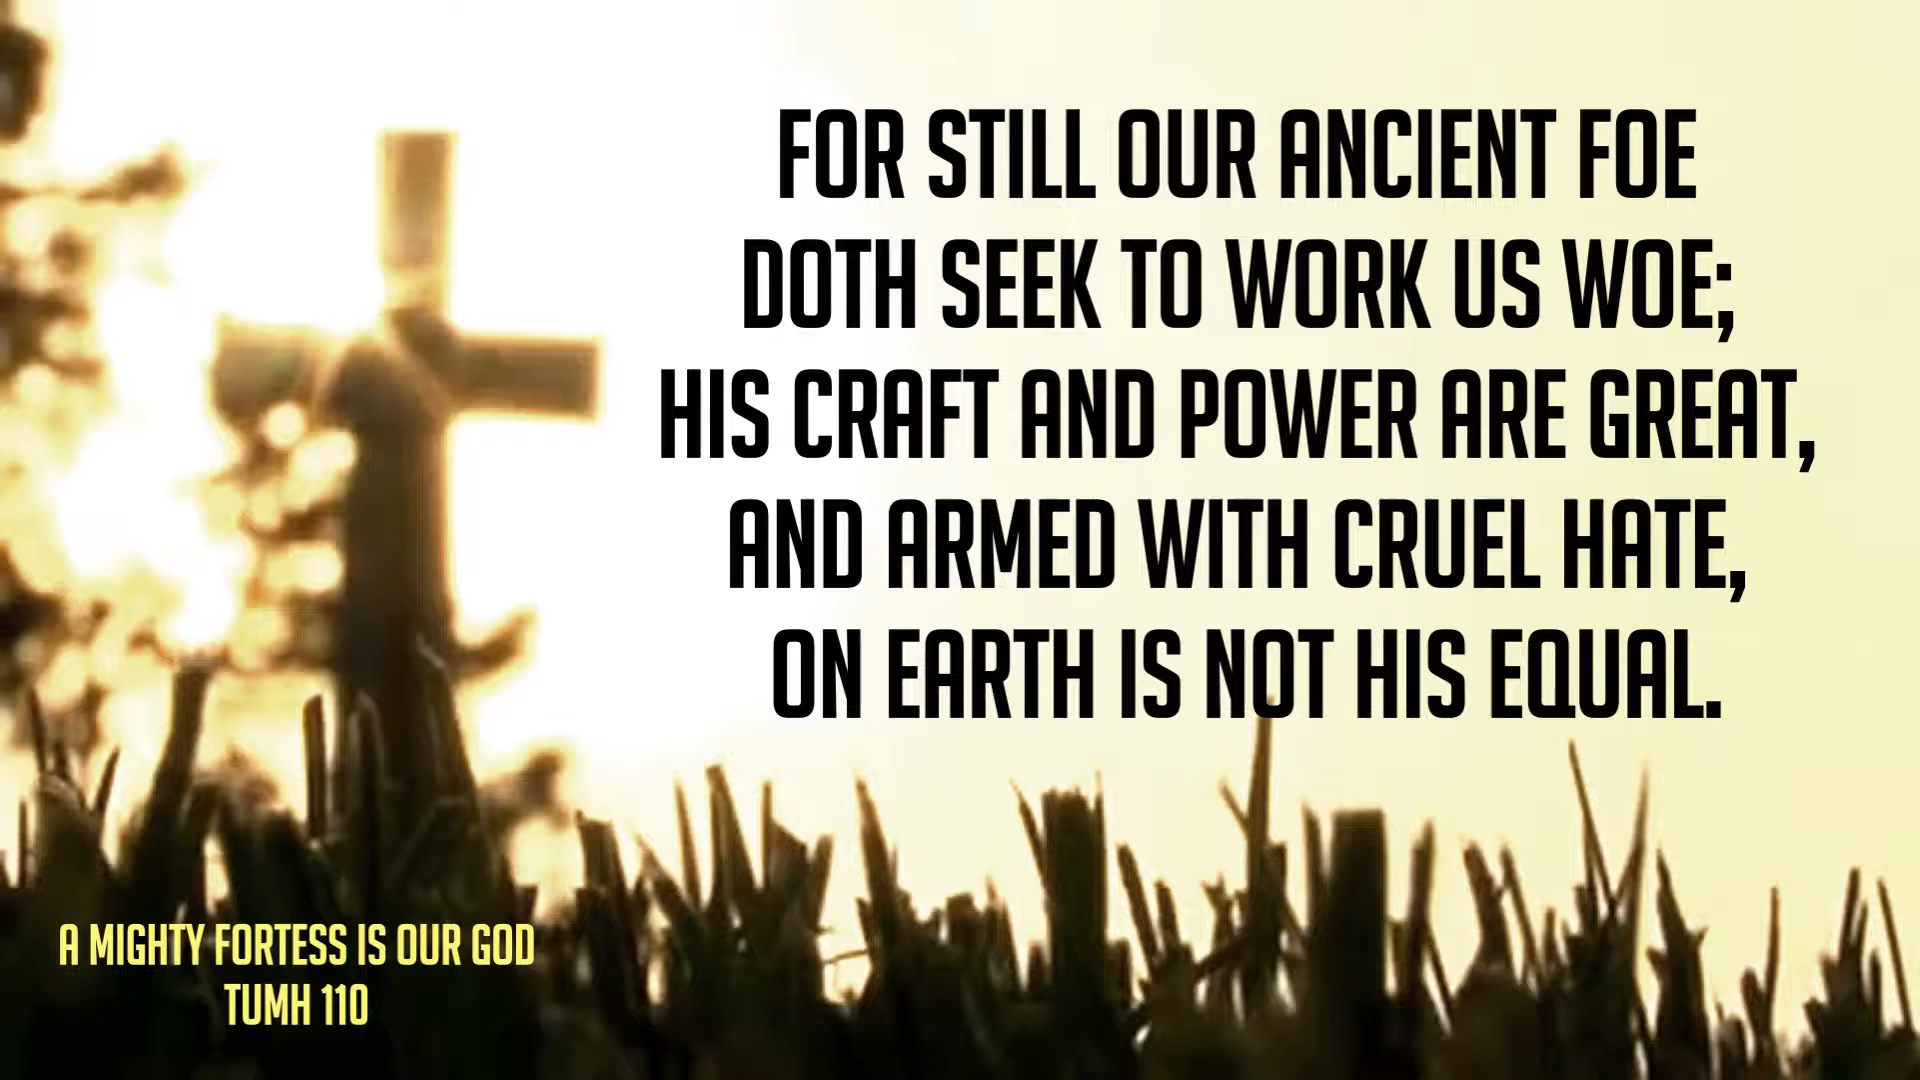 FOR STILL OUR ANCIENT FOE
DOTH SEEK TO WORK US WOE;
HIS CRAFT AND POWER ARE GREAT,
AND ARMED WITH CRUEL HATE,
ON EARTH IS NOT HIS EQUAL.
A MIGHTY FORTESS IS OUR GOD
TUMH 110